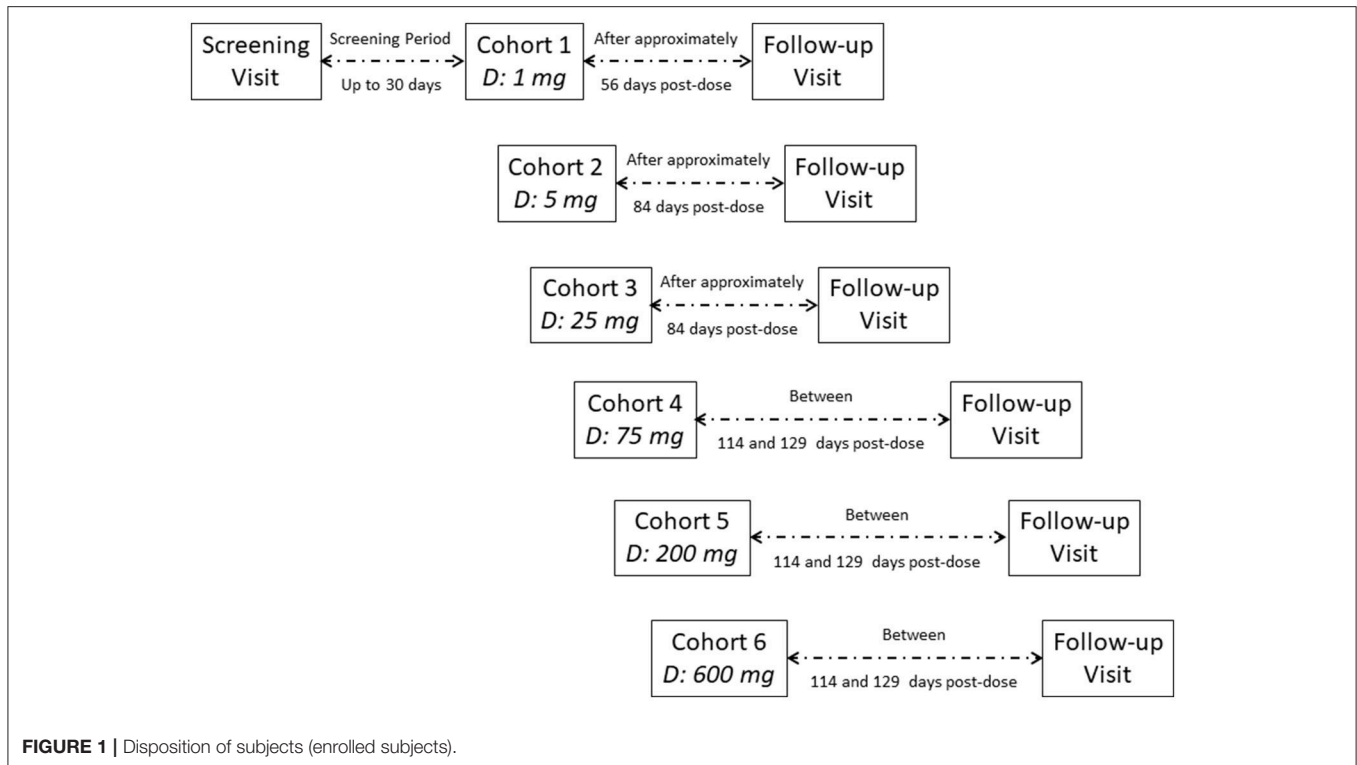 Screening
Visit
Screening Period
Up to 30 days
Cohort 1
D: 1 mg
After approximately
56 days post-dose
Follow-up
Visit
Cohort 2
D: 5 mg
After approximately
84 days post-dose
Follow-up
Visit
Cohort 3
D: 25 mg
After approximately
84 days post-dose
Follow-up
Visit
Cohort 4
D: 75 mg
Between
114 and 129 days post-dose
Follow-up
Visit
Cohort 5
D: 200 mg
Between
114 and 129 days post-dose
Follow-up
Visit
Cohort 6
D: 600 mg
Between
114 and 129 days post-dose
Follow-up
Visit
FIGURE 1 | Disposition of subjects (enrolled subjects).